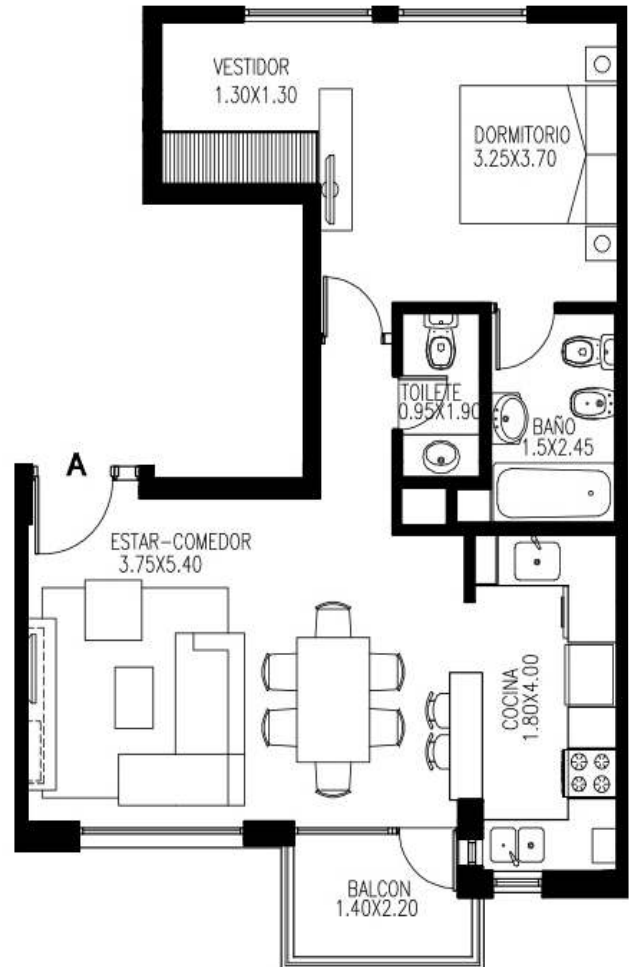 VESTIDOR
1.30X1.30
DORMITORIO
3.25X3.70
TOILETE
0.95X1.90
BAÑO
1.5X2.45
A
ESTAR-COMEDOR
3.75X5.40
COCINA
1.80X4.00
BALCON
1.40X2.20